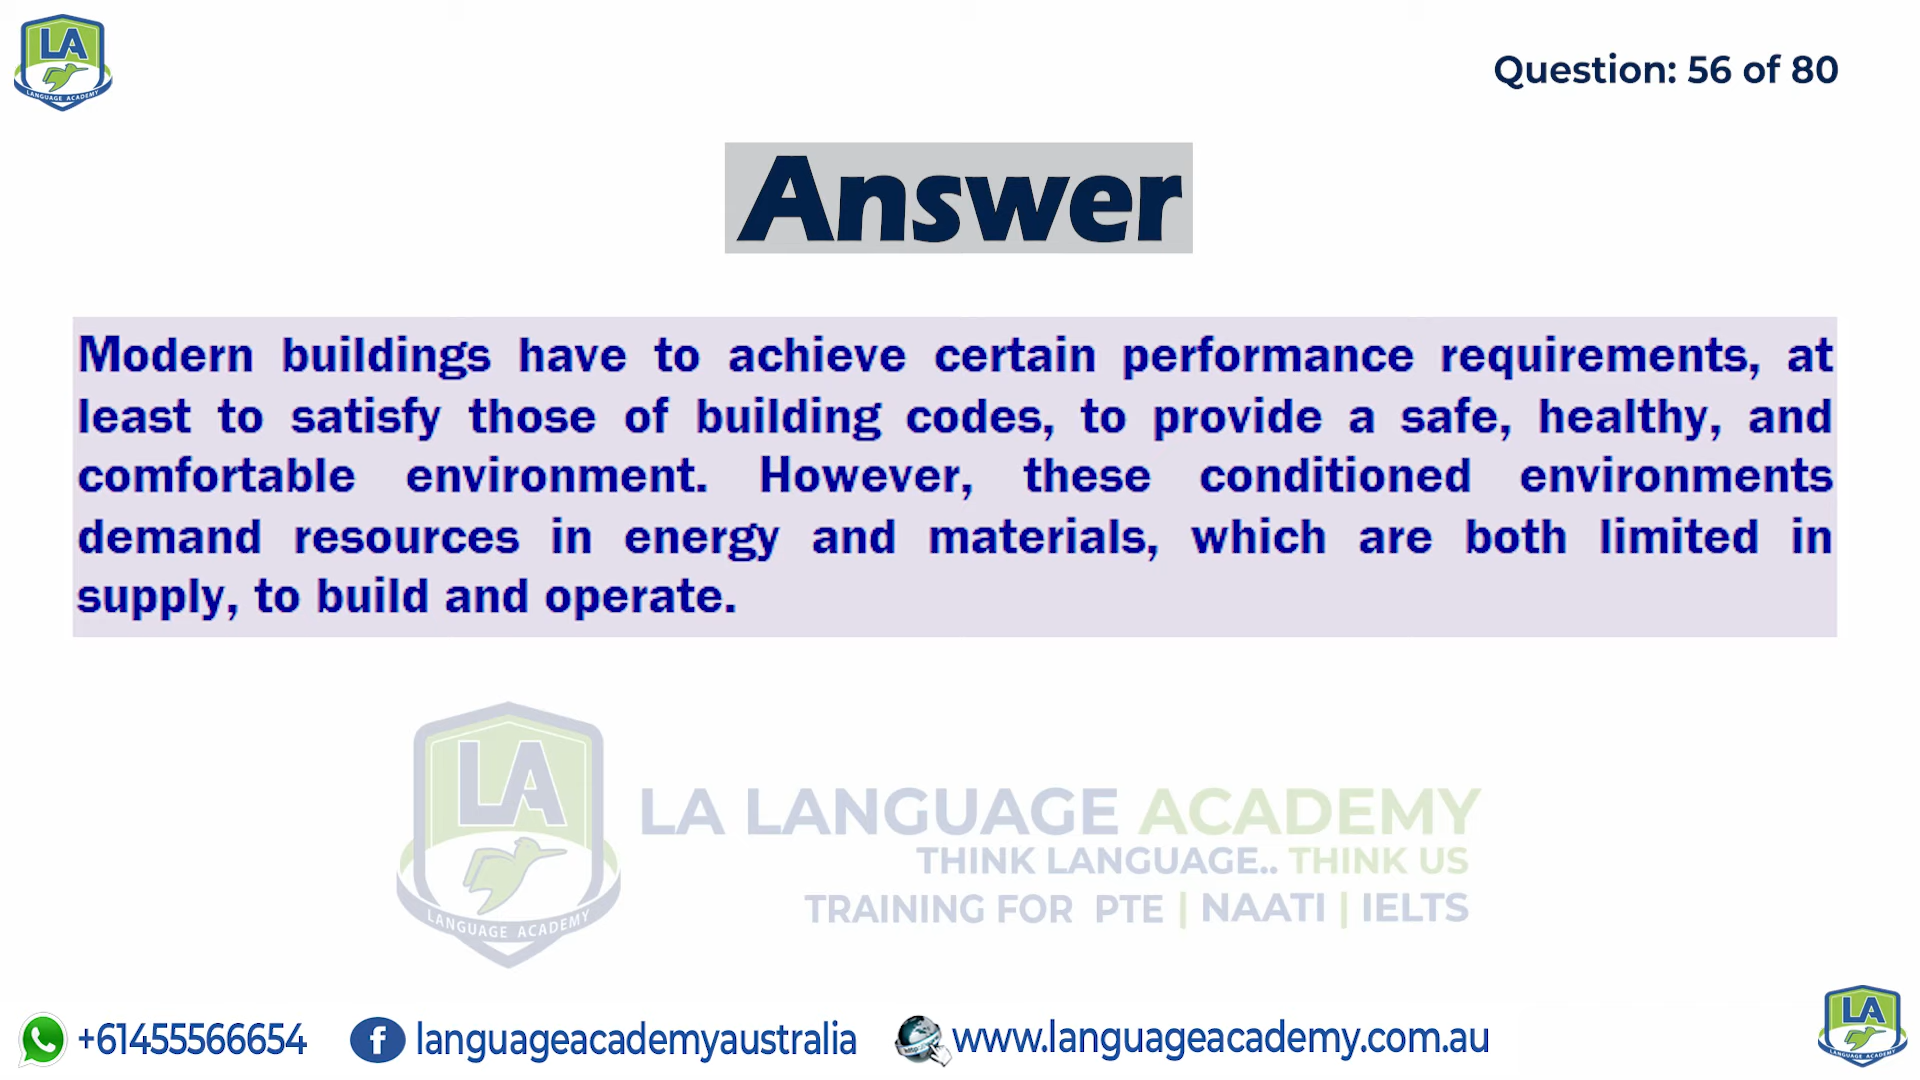 LA
LANGUAGE ACADEMY
Question: 56 of 80
Answer
Modern buildings have to achieve certain performance requirements, at
least to satisfy those of building codes, to provide a safe, healthy, and
comfortable environment. However, these conditioned environments
demand resources in energy and materials, which are both limited in
supply, to build and operate.
LA
LANGUAGE ACADEMY
LA LANGUAGE ACADEMY
THINK LANGUAGE.. THINK US
TRAINING FOR PTE | NAATI | IELTS
+61455566654
languageacademyaustralia
http
www.languageacademy.com.au
LA
LANGUAGE ACADEMY